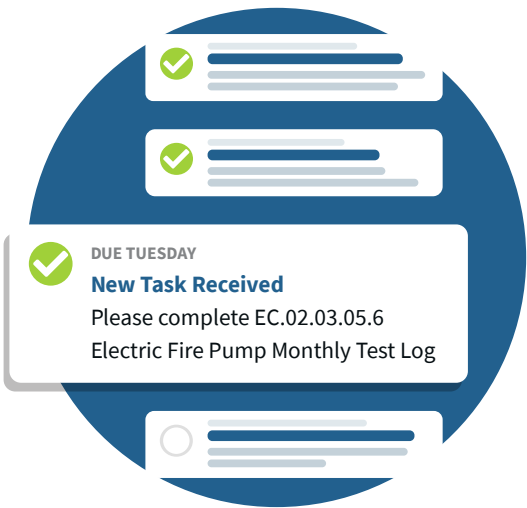 DUE TUESDAY
New Task Received
Please complete EC.02.03.05.6
Electric Fire Pump Monthly Test Log